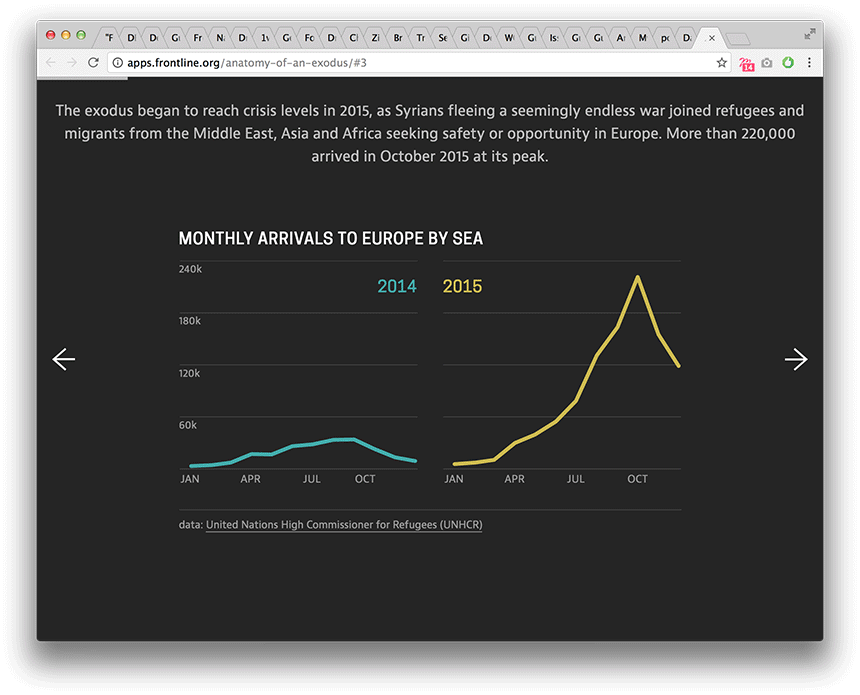 "F Di Di Gi Fr Ni Di 1v Gi Fo Di Cl Zi Br Tr Se Gi Di W Gi Is: Gi Gi Ai M pc Di
apps.frontline.org/anatomy-of-an-exodus/#3
14
The exodus began to reach crisis levels in 2015, as Syrians fleeing a seemingly endless war joined refugees and
migrants from the Middle East, Asia and Africa seeking safety or opportunity in Europe. More than 220,000
arrived in October 2015 at its peak.
MONTHLY ARRIVALS TO EUROPE BY SEA
240k
2014 2015
180k
120k
60k
JAN APR JUL OCT JAN APR JUL OCT
data: United Nations High Commissioner for Refugees (UNHCR)